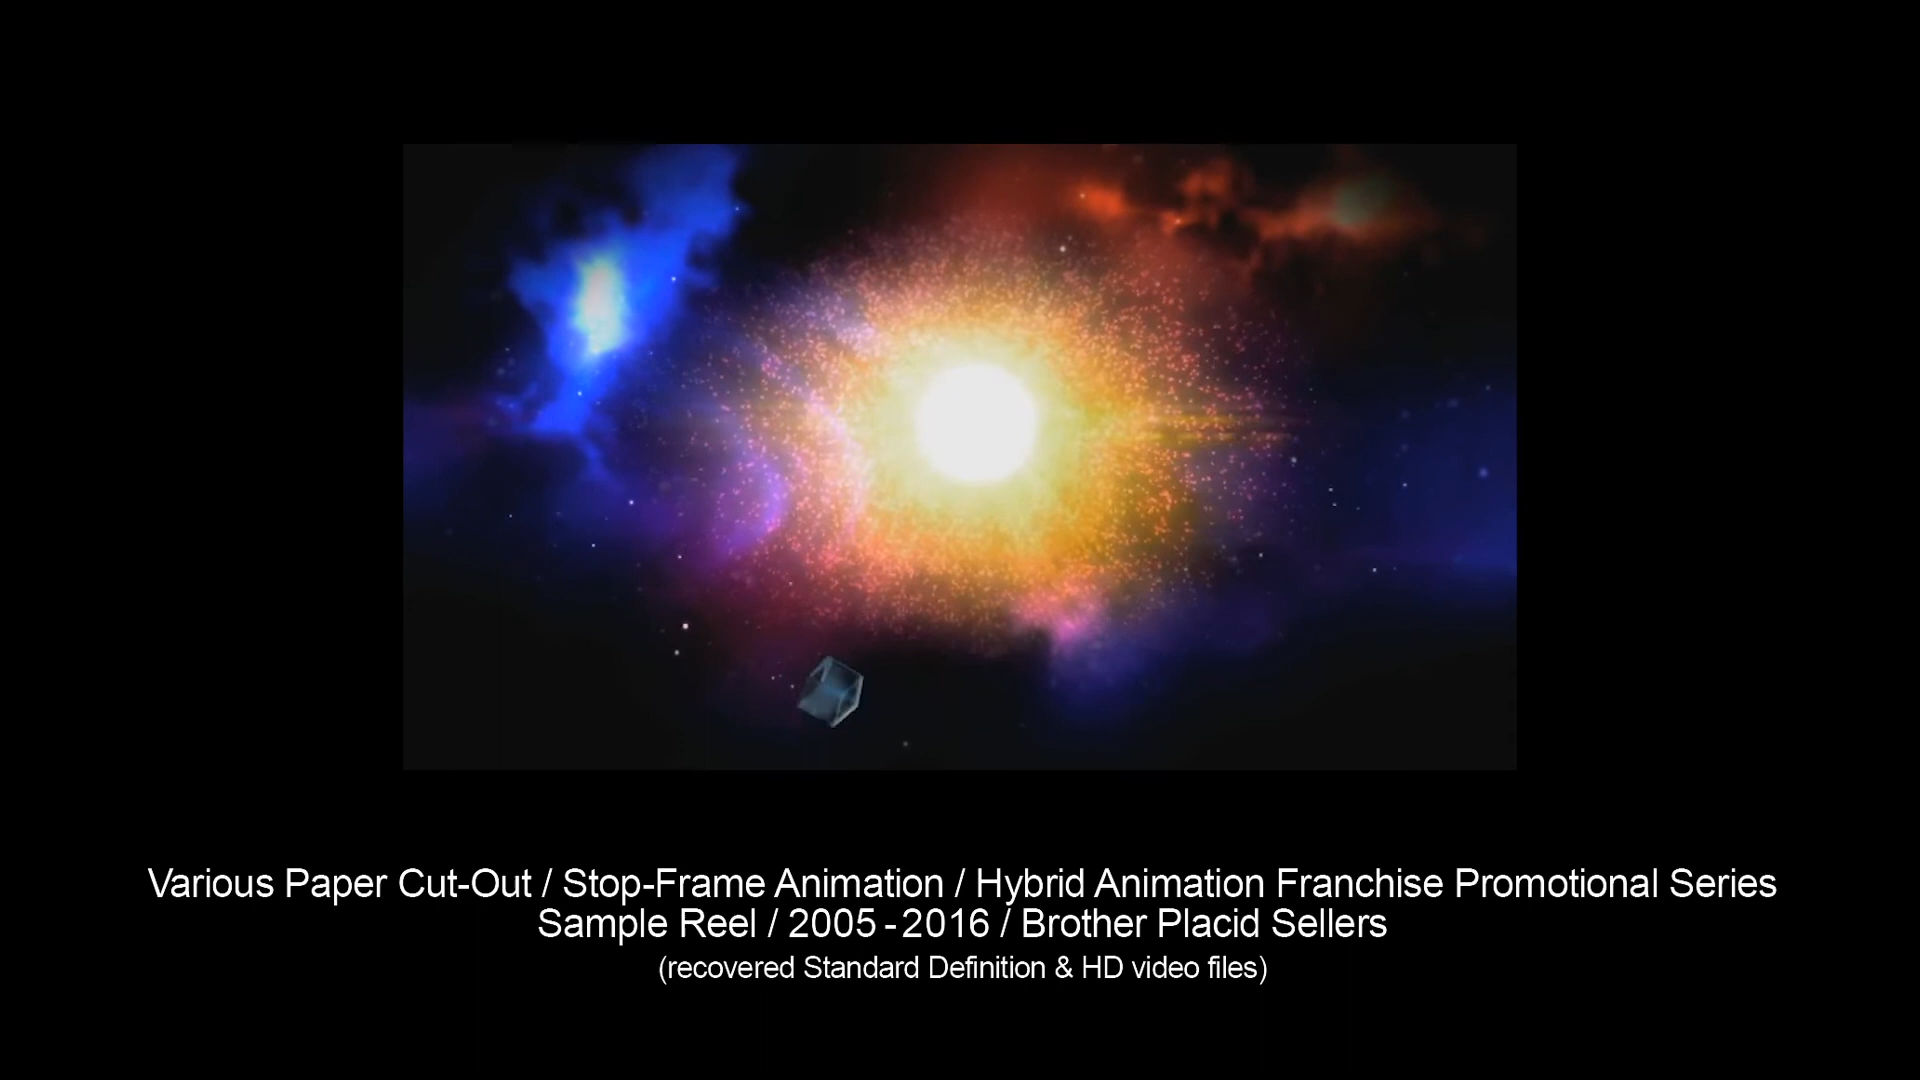 Various Paper Cut-Out / Stop-Frame Animation / Hybrid Animation Franchise Promotional Series
Sample Reel / 2005 - 2016 / Brother Placid Sellers
(recovered Standard Definition & HD video files)